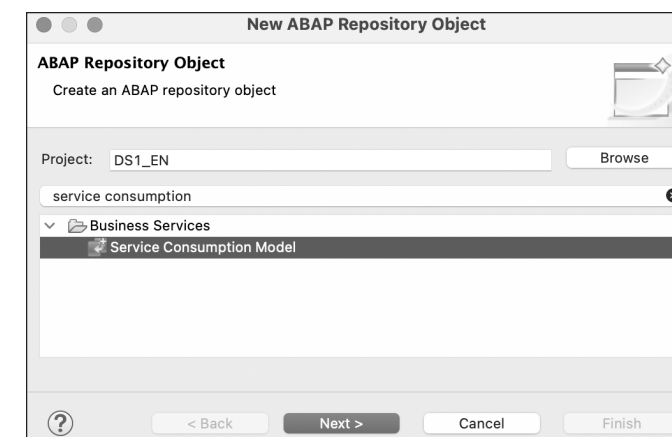 New ABAP Repository Object
ABAP Repository Object
Create an ABAP repository object
Project: DS1_EN Browse
service consumption
Business Services
Service Consumption Model
? < Back Next > Cancel Finish